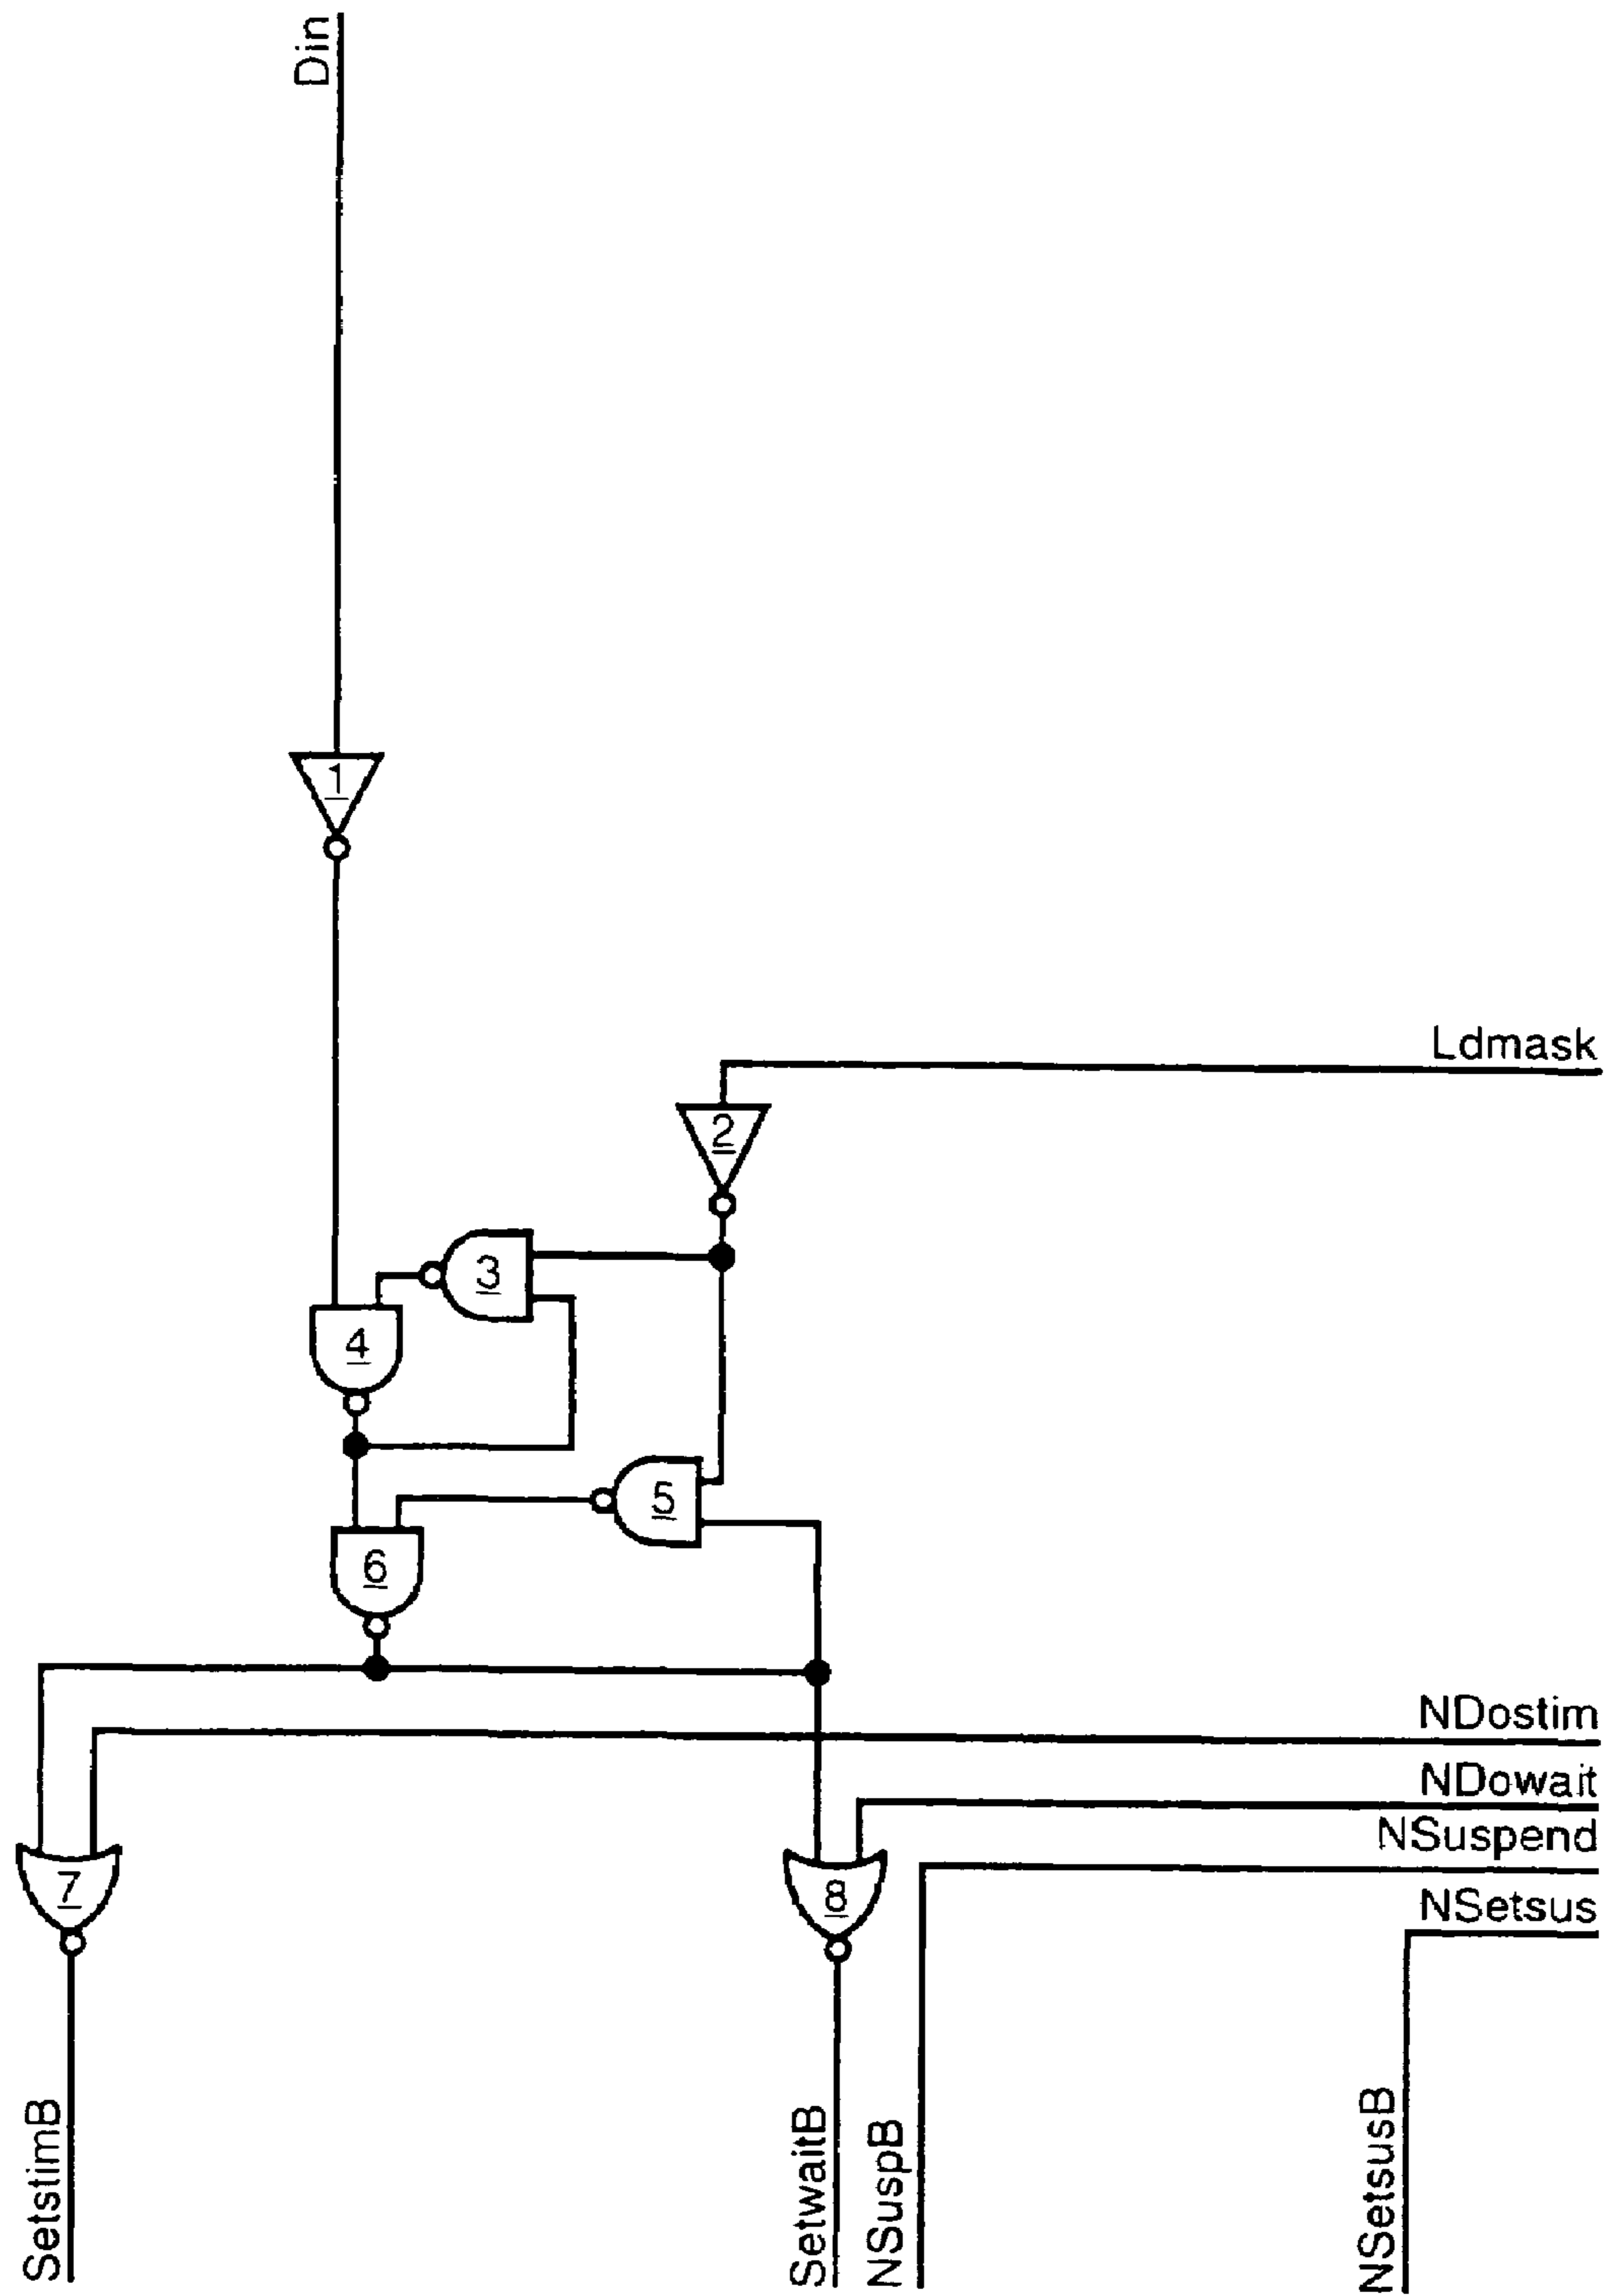 Din
1
Ldmask
2
3
4
5
6
NDostim
NDowait
NSuspend
7
8
NSetsus
SetstimB
SetwaitB
NSuspB
NSetsusB